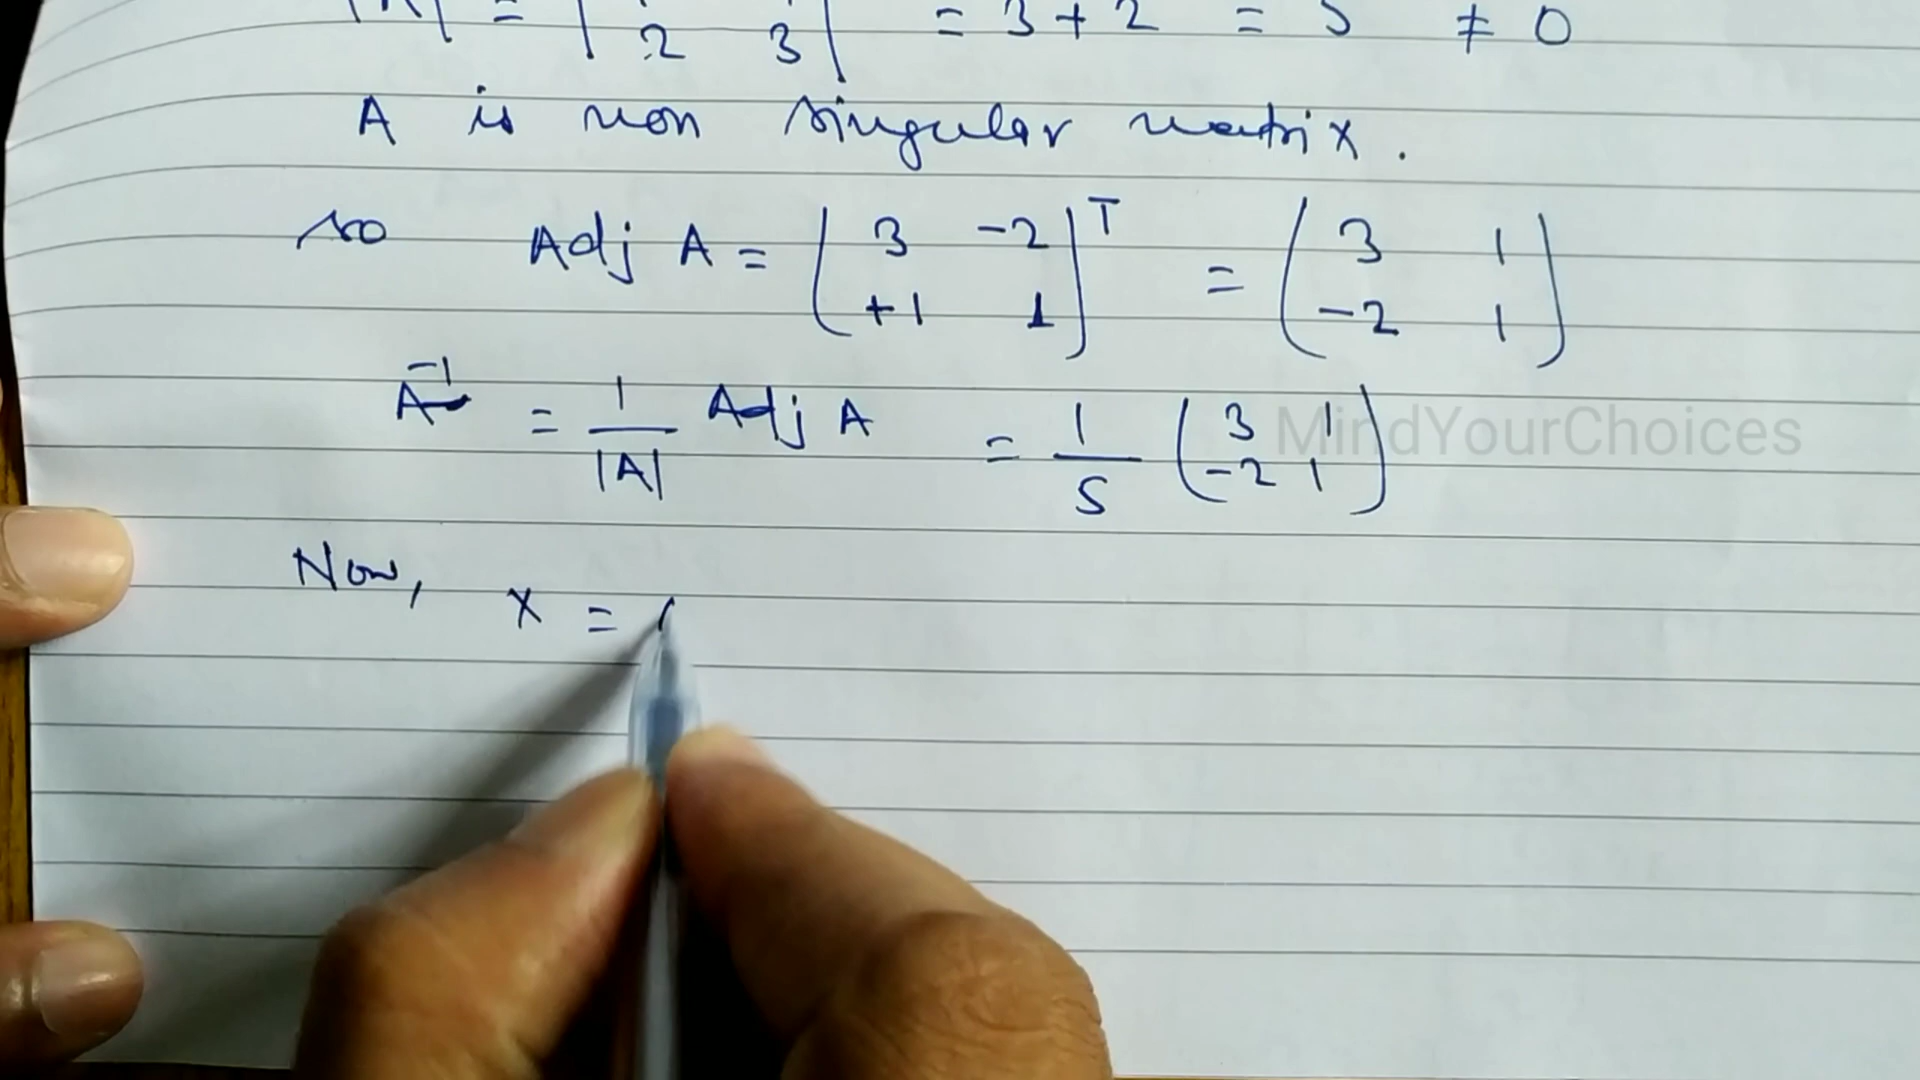 |A| = | 2 3 | = 3 + 2 = 5 ≠ 0
A is non singular matrix.
so Adj A = ( 3 -2 +1 1 )^T = ( 3 1 -2 1 )
A^-1 = 1/|A| Adj A = 1/5 ( 3 1 -2 1 )
MindYourChoices
Now, X =